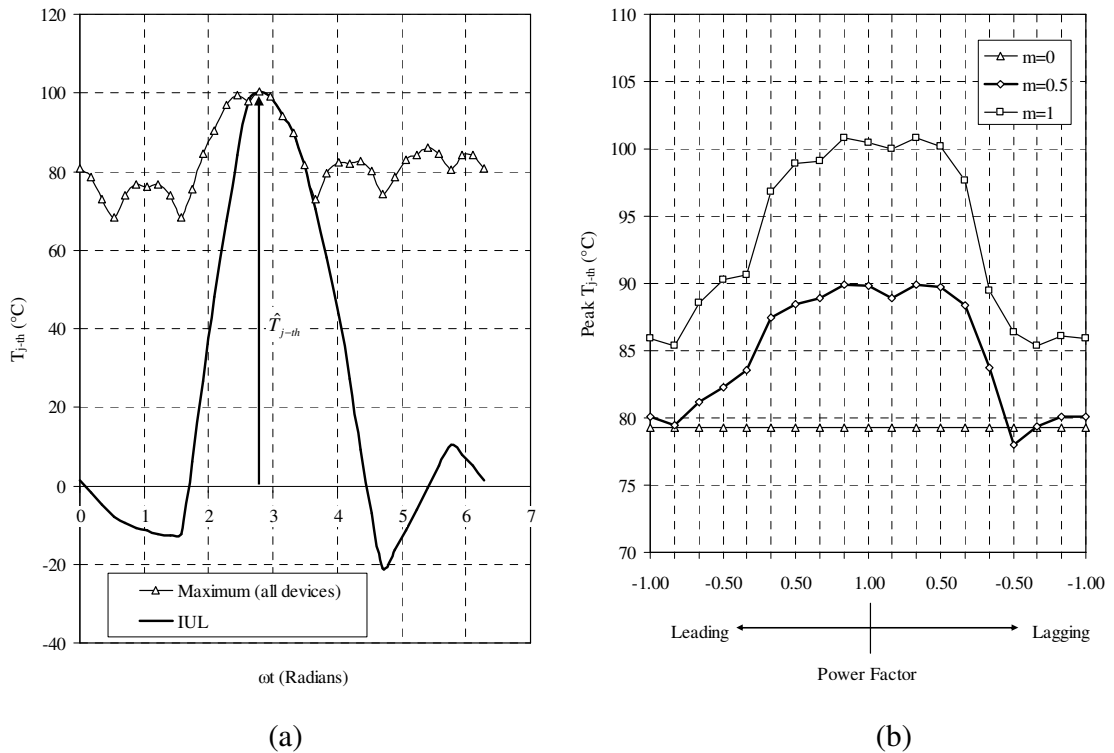 120
100
80
60
40
20
0
-20
-40
0 1 2 3 4 5 6 7
T_j-th (°C)
T̂_j-th
Maximum (all devices)
IUL
ωt (Radians)
(a)
110
105
100
95
90
85
80
75
70
Peak T_j-th (°C)
m=0
m=0.5
m=1
-1.00 -0.50 0.50 1.00 0.50 -0.50 -1.00
Leading Lagging
Power Factor
(b)